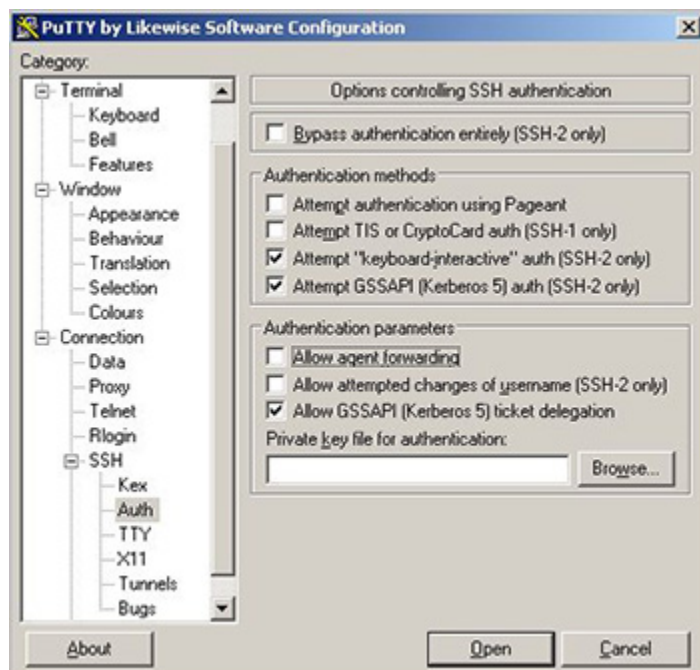 PuTTY by Likewise Software Configuration
Category:
Terminal
Keyboard
Bell
Features
Window
Appearance
Behaviour
Translation
Selection
Colours
Connection
Data
Proxy
Telnet
Rlogin
SSH
Kex
Auth
TTY
X11
Tunnels
Bugs
Options controlling SSH authentication
Bypass authentication entirely (SSH-2 only)
Authentication methods
Attempt authentication using Pageant
Attempt TIS or CryptoCard auth (SSH-1 only)
Attempt "keyboard-interactive" auth (SSH-2 only)
Attempt GSSAPI (Kerberos 5) auth (SSH-2 only)
Authentication parameters
Allow agent forwarding
Allow attempted changes of username (SSH-2 only)
Allow GSSAPI (Kerberos 5) ticket delegation
Private key file for authentication:
Browse...
About
Open
Cancel